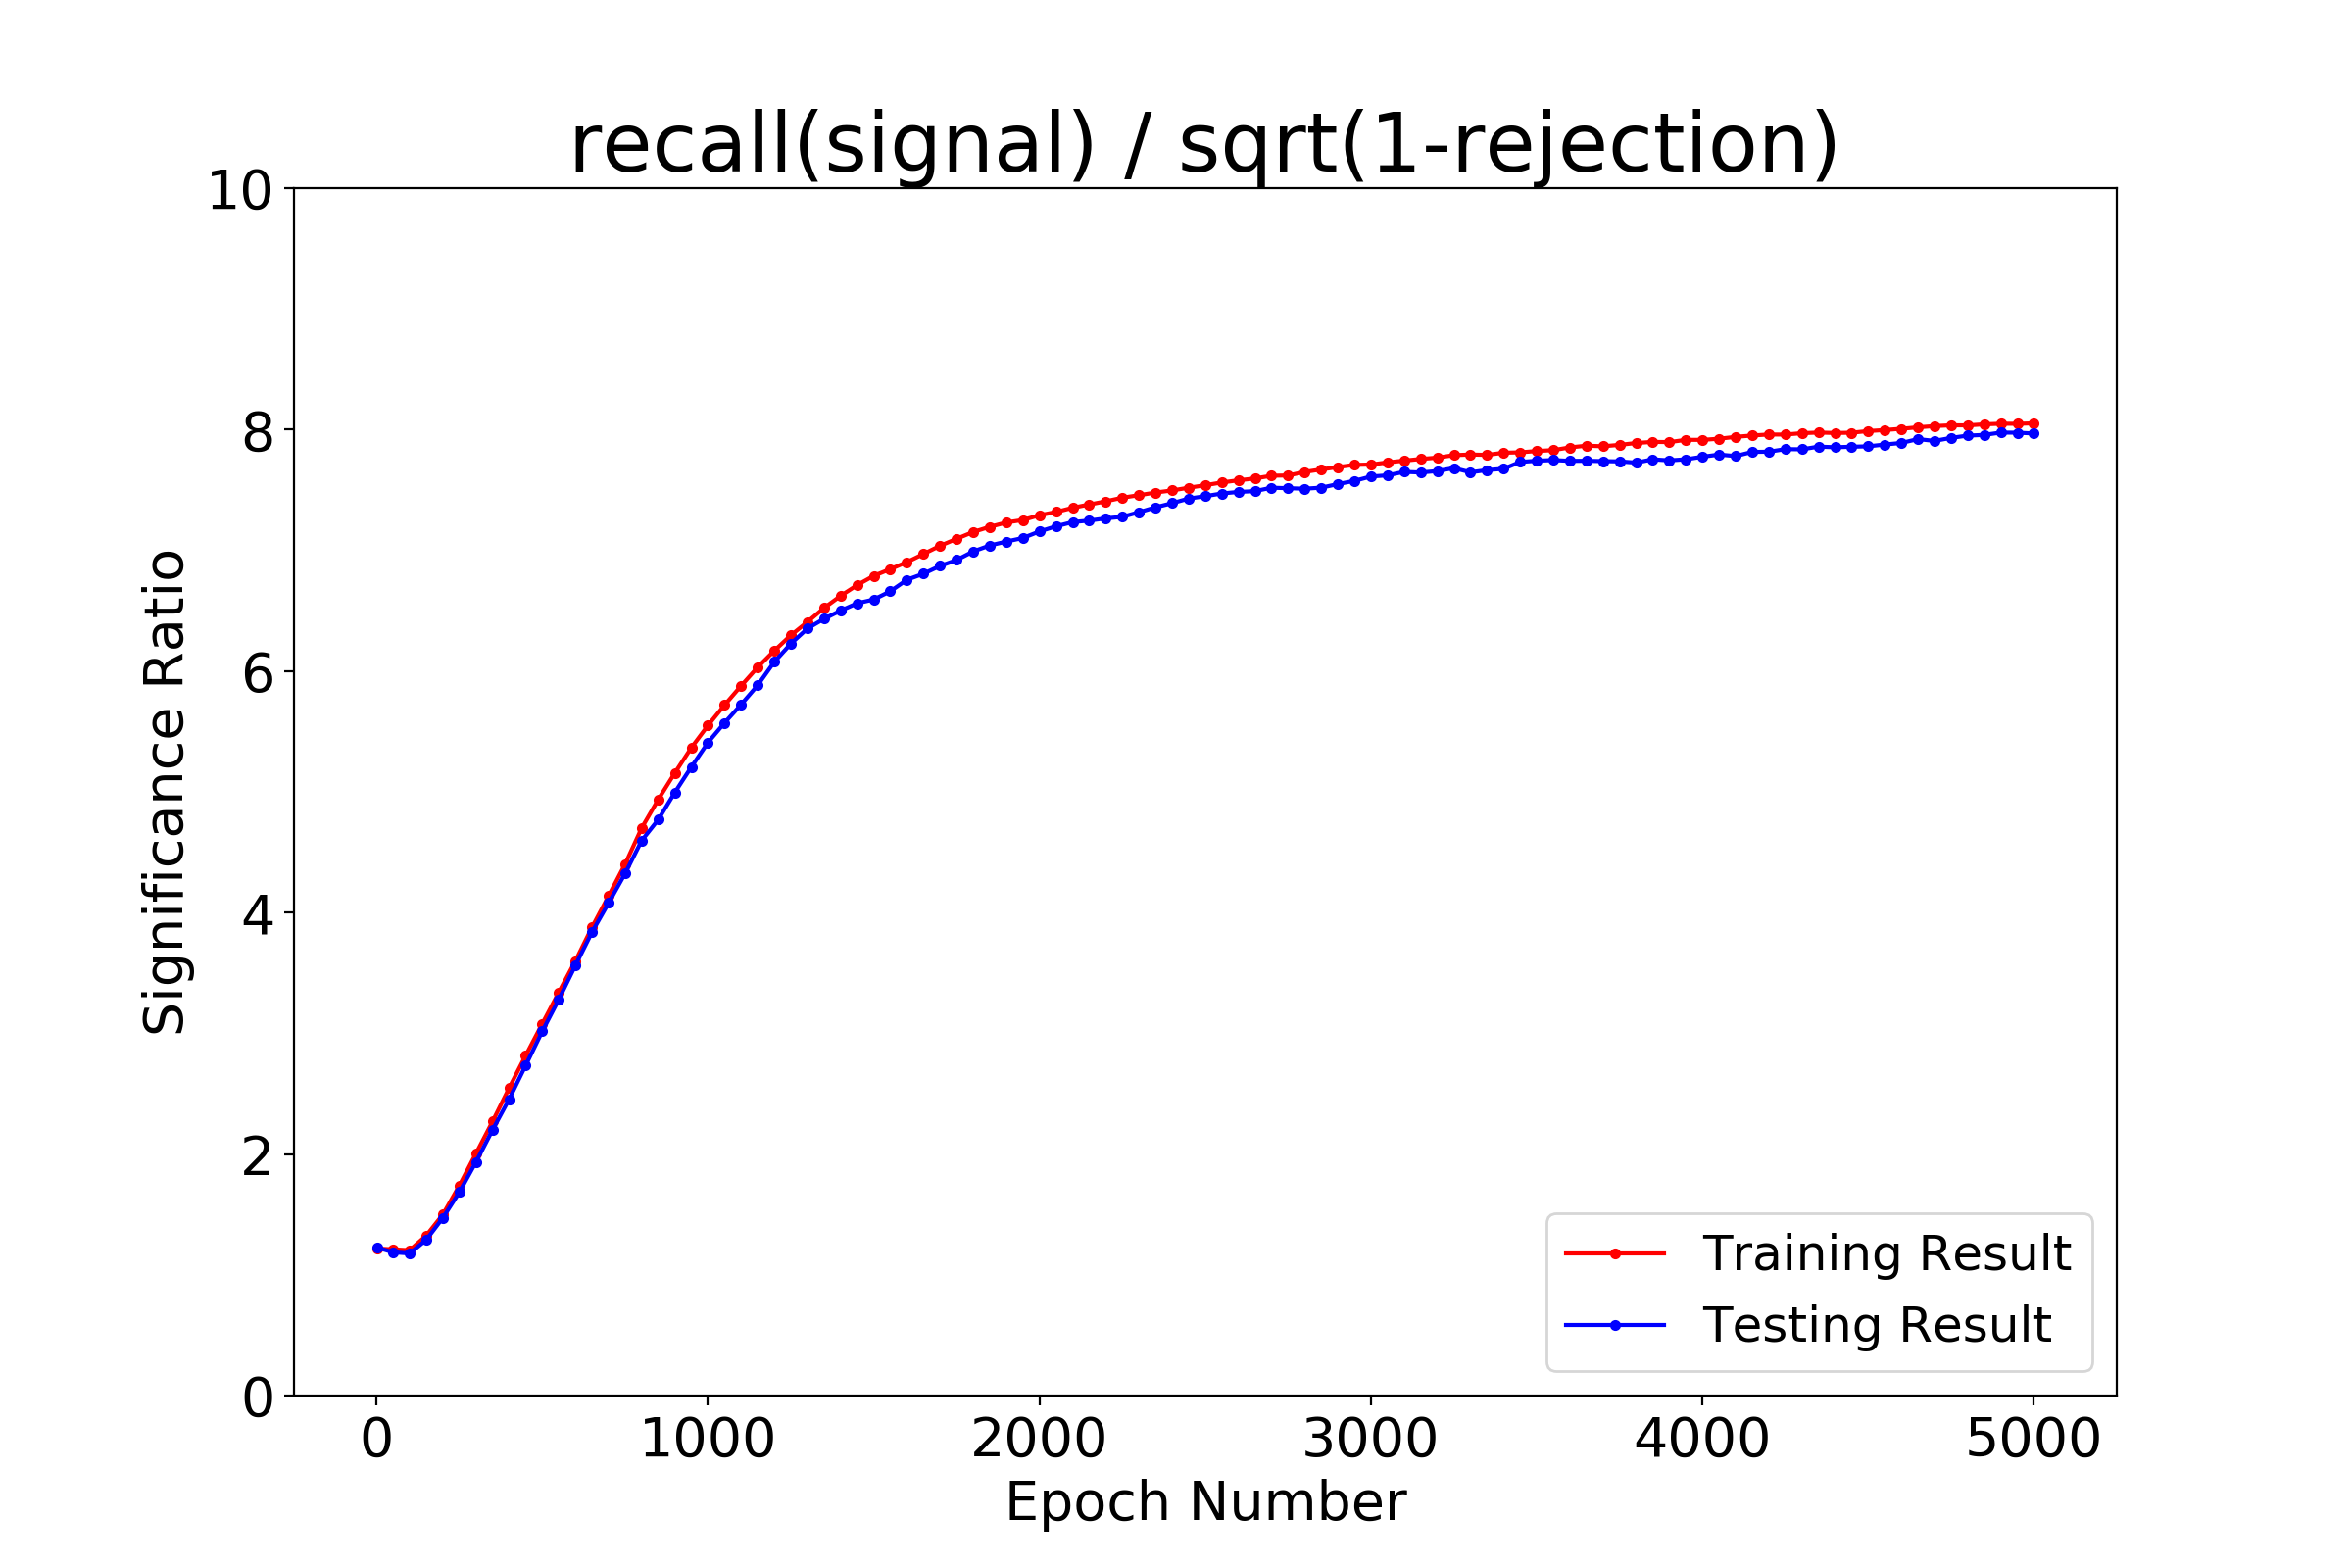 recall(signal) / sqrt(1-rejection)
10
8
6
4
2
0
Significance Ratio
Training Result
Testing Result
0 1000 2000 3000 4000 5000
Epoch Number